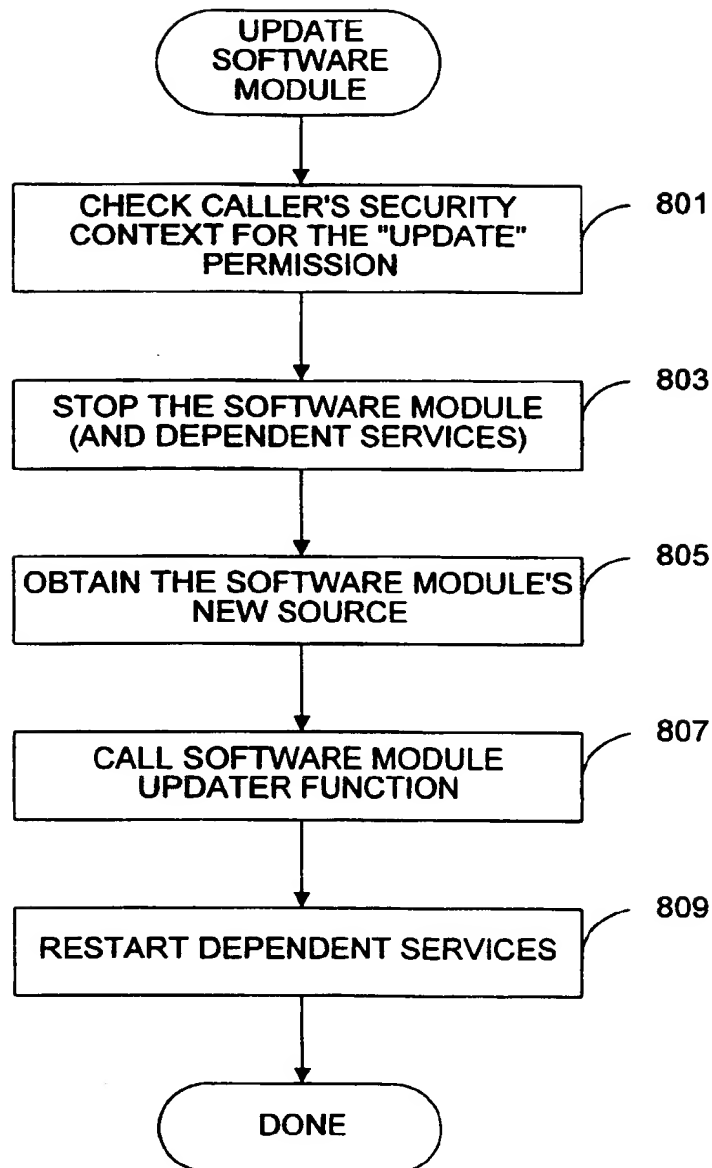 UPDATE
SOFTWARE
MODULE
CHECK CALLER'S SECURITY
CONTEXT FOR THE "UPDATE"
PERMISSION
801
STOP THE SOFTWARE MODULE
(AND DEPENDENT SERVICES)
803
OBTAIN THE SOFTWARE MODULE'S
NEW SOURCE
805
CALL SOFTWARE MODULE
UPDATER FUNCTION
807
RESTART DEPENDENT SERVICES
809
DONE